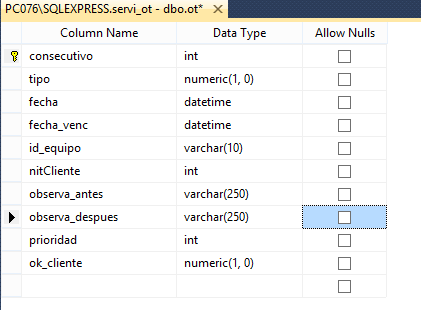 PC076\SQLEXPRESS.servi_ot - dbo.ot*
Column Name Data Type Allow Nulls
consecutivo int
tipo numeric(1, 0)
fecha datetime
fecha_venc datetime
id_equipo varchar(10)
nitCliente int
observa_antes varchar(250)
observa_despues varchar(250)
prioridad int
ok_cliente numeric(1, 0)